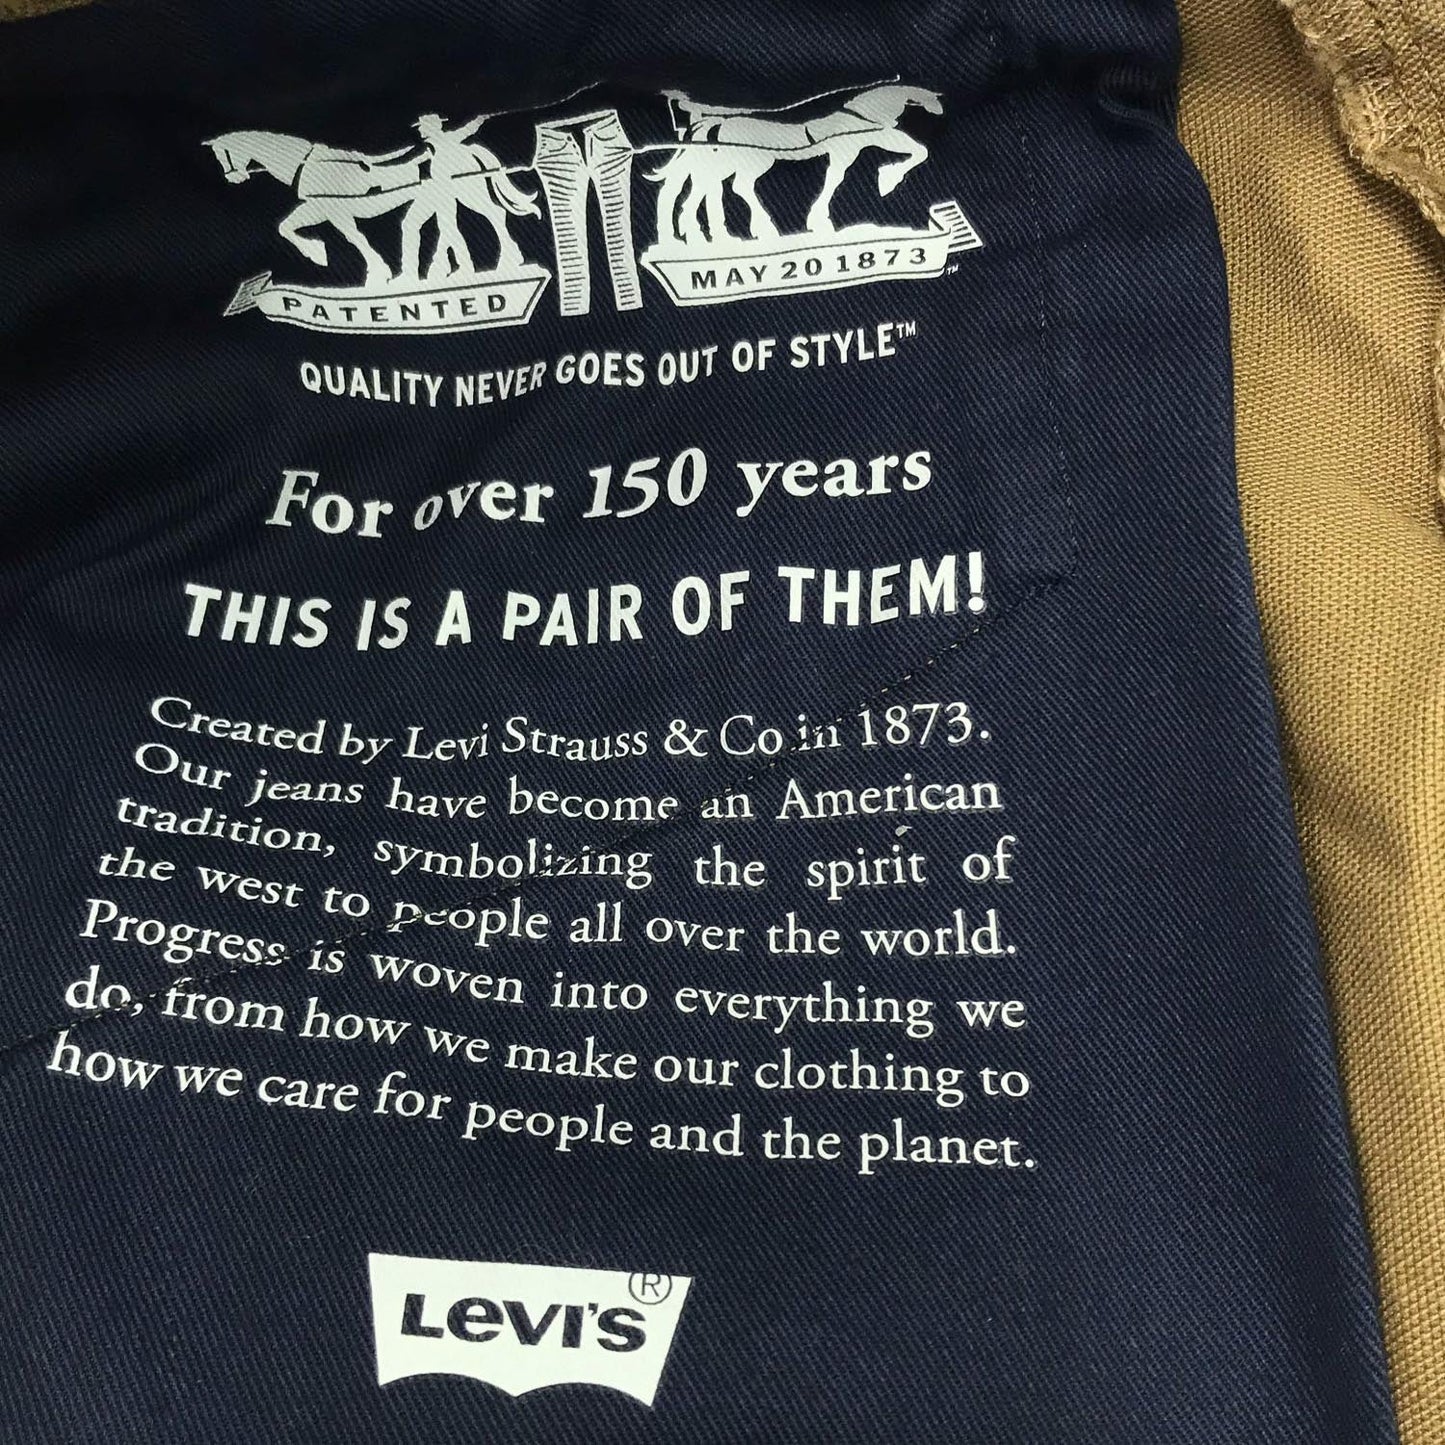 PATENTED MAY 20 1873 ™
QUALITY NEVER GOES OUT OF STYLE™
For over 150 years
THIS IS A PAIR OF THEM!
Created by Levi Strauss & Co in 1873.
Our jeans have become an American
tradition, symbolizing the spirit of
the west to people all over the world.
Progress is woven into everything we
do, from how we make our clothing to
how we care for people and the planet.
LEVI'S®